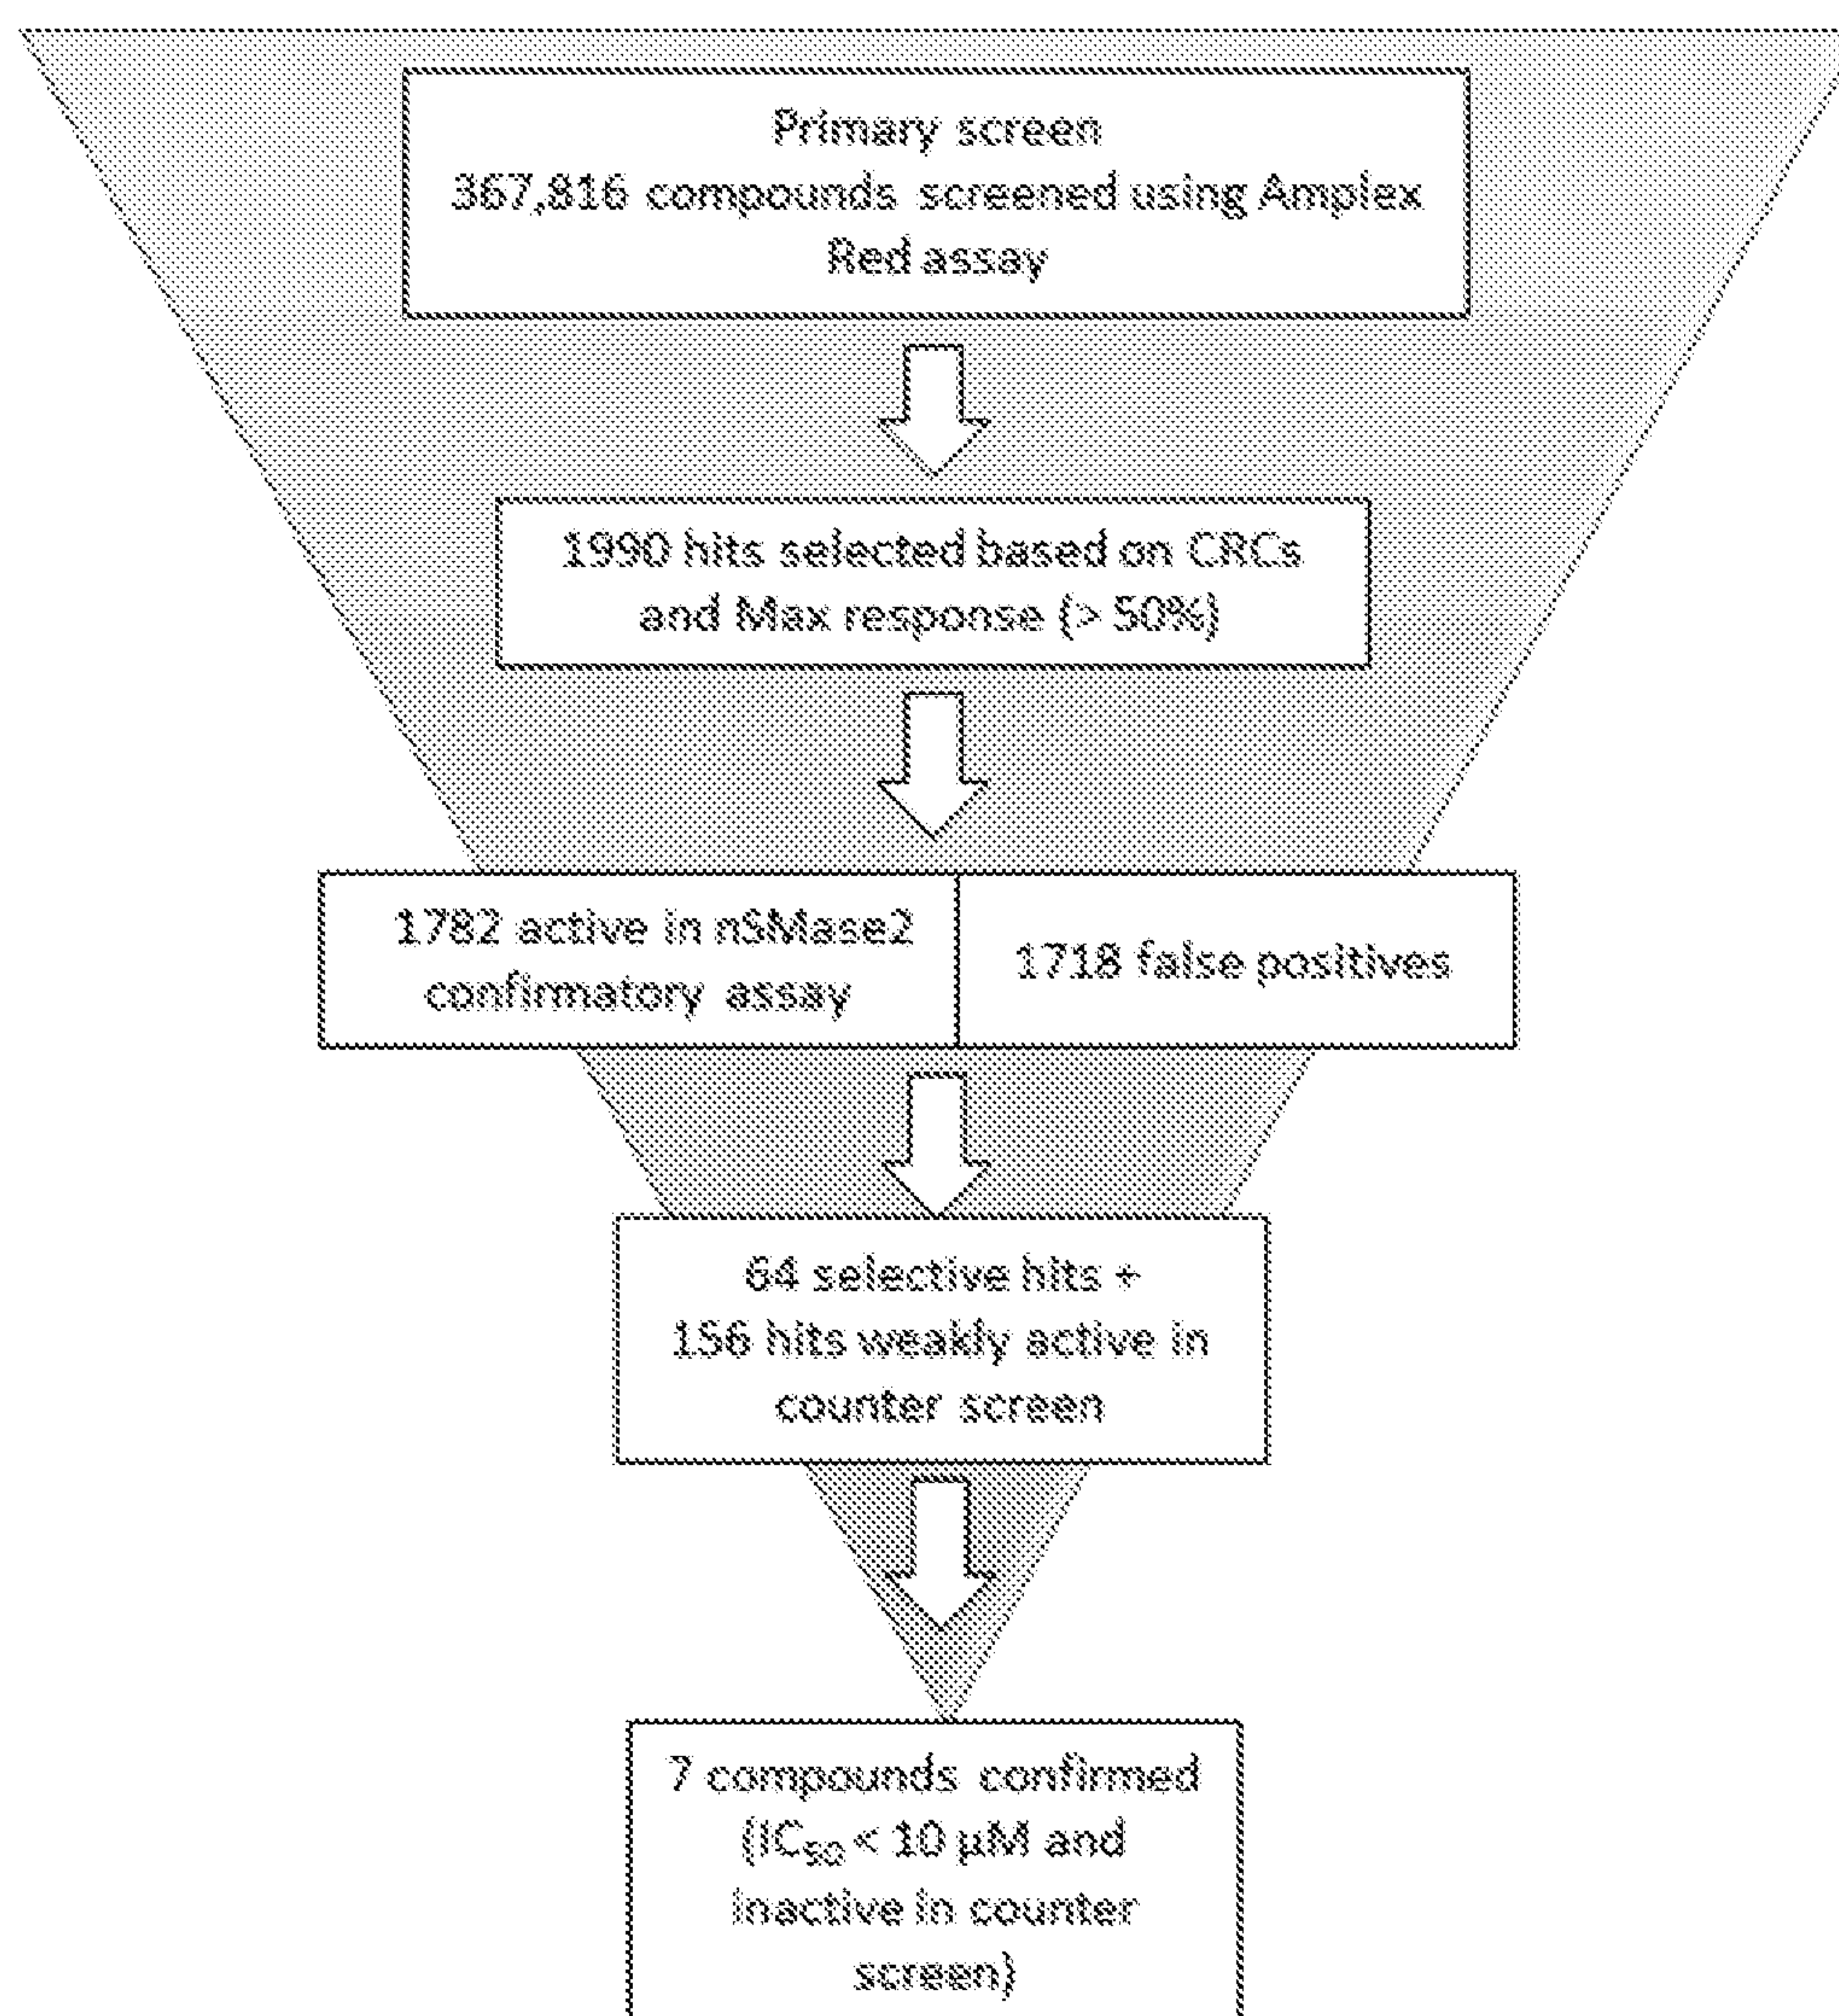 Primary screen
367,816 compounds screened using Amplex
Red assay
1990 hits selected based on CRCs
and Max response (> 50%)
1782 active in nSMase2
confirmatory assay
1718 false positives
64 selective hits +
156 hits weakly active in
counter screen
7 compounds confirmed
(IC₅₀ < 10 µM and
inactive in counter
screen)